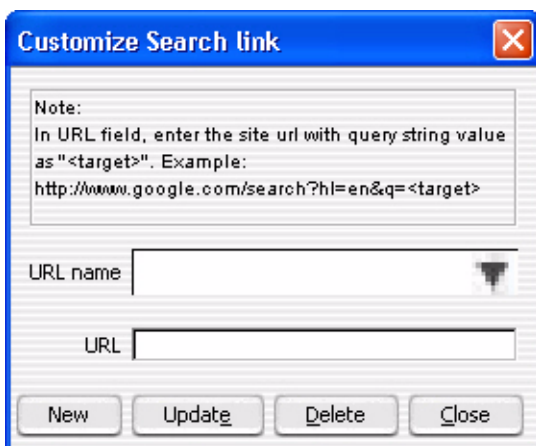 Customize Search link
Note:
In URL field, enter the site url with query string value
as "<target>". Example:
http://www.google.com/search?hl=en&q=<target>
URL name
URL
New Update Delete Close